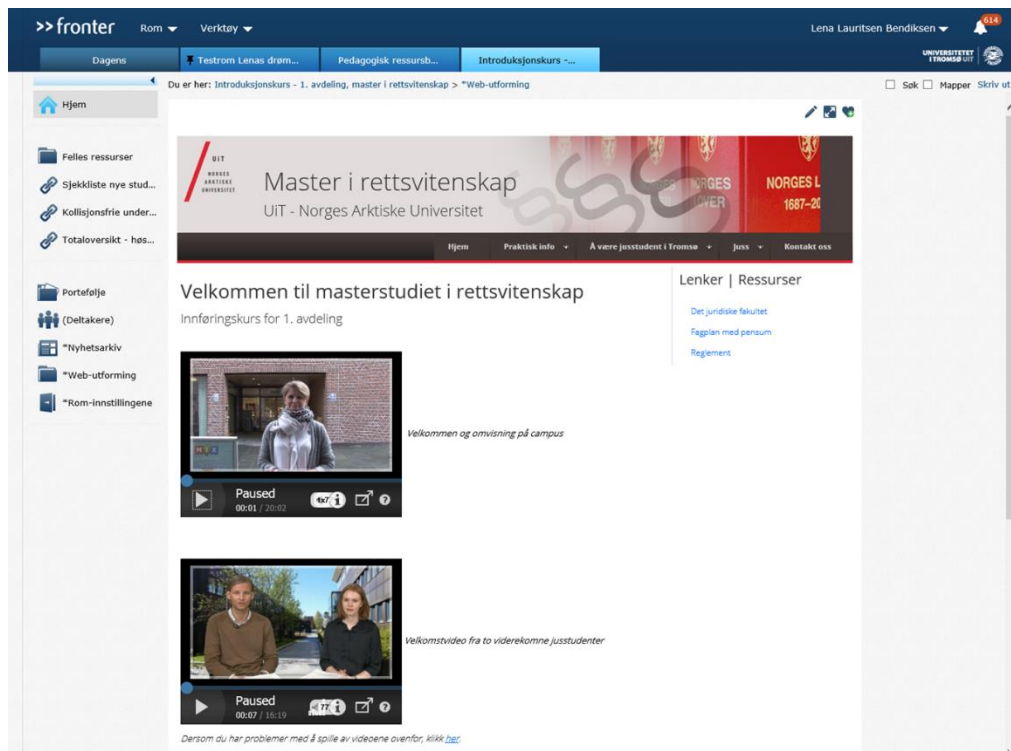 >>fronter Rom Verktøy Lena Lauritsen Bendiksen 614
Dagens Testrom Lenas drøm... Pedagogisk ressursb... Introduksjonskurs -... UNIVERSITETET I TROMSØ UIT
Du er her: Introduksjonskurs - 1. avdeling, master i rettsvitenskap > *Web-utforming Søk Mapper Skriv ut
Hjem
Felles ressurser
Sjekkliste nye stud...
Kollisjonsfrie under...
Totaloversikt - høs...
Portefølje
(Deltakere)
*Nyhetsarkiv
*Web-utforming
*Rom-innstillingene
UiT
NORGES
ARKTISKE
UNIVERSITET
Master i rettsvitenskap
UiT - Norges Arktiske Universitet
§§§
NORGES L
1687-20
Hjem Praktisk info Å være jusstudent i Tromsø Juss Kontakt oss
Velkommen til masterstudiet i rettsvitenskap
Innføringskurs for 1. avdeling
Lenker | Ressurser
Det juridiske fakultet
Fagplan med pensum
Reglement
Velkommen og omvisning på campus
Paused
00:01 / 20:02
Velkomstvideo fra to viderekomne jusstudenter
Paused
00:07 / 16:19
Dersom du har problemer med å spille av videoene ovenfor, klikk her.